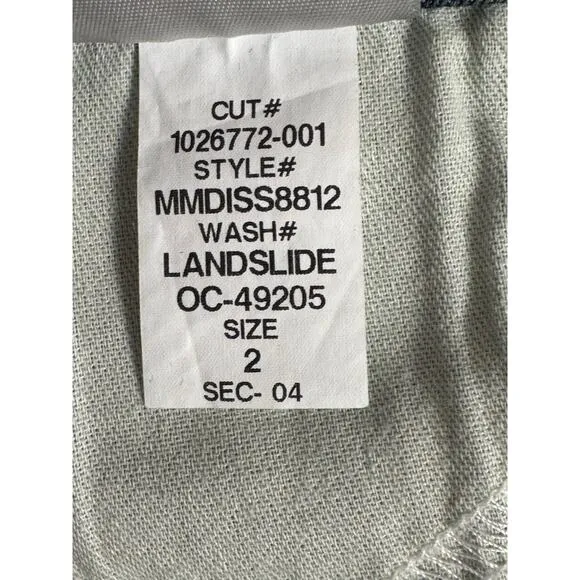 CUT#
1026772-001
STYLE#
MMDISS8812
WASH#
LANDSLIDE
OC-49205
SIZE
2
SEC- 04